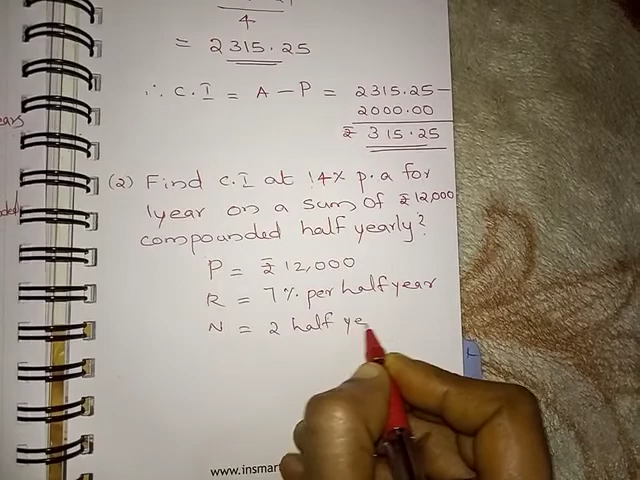 4
= 2315.25
∴ C.I = A – P = 2315.25 –
2000.00
₹ 315.25
(2) Find C.I at 14% p.a for
1year on a sum of ₹12,000
compounded half yearly?
P = ₹ 12,000
R = 7% per half year
N = 2 half ye
www.insmar